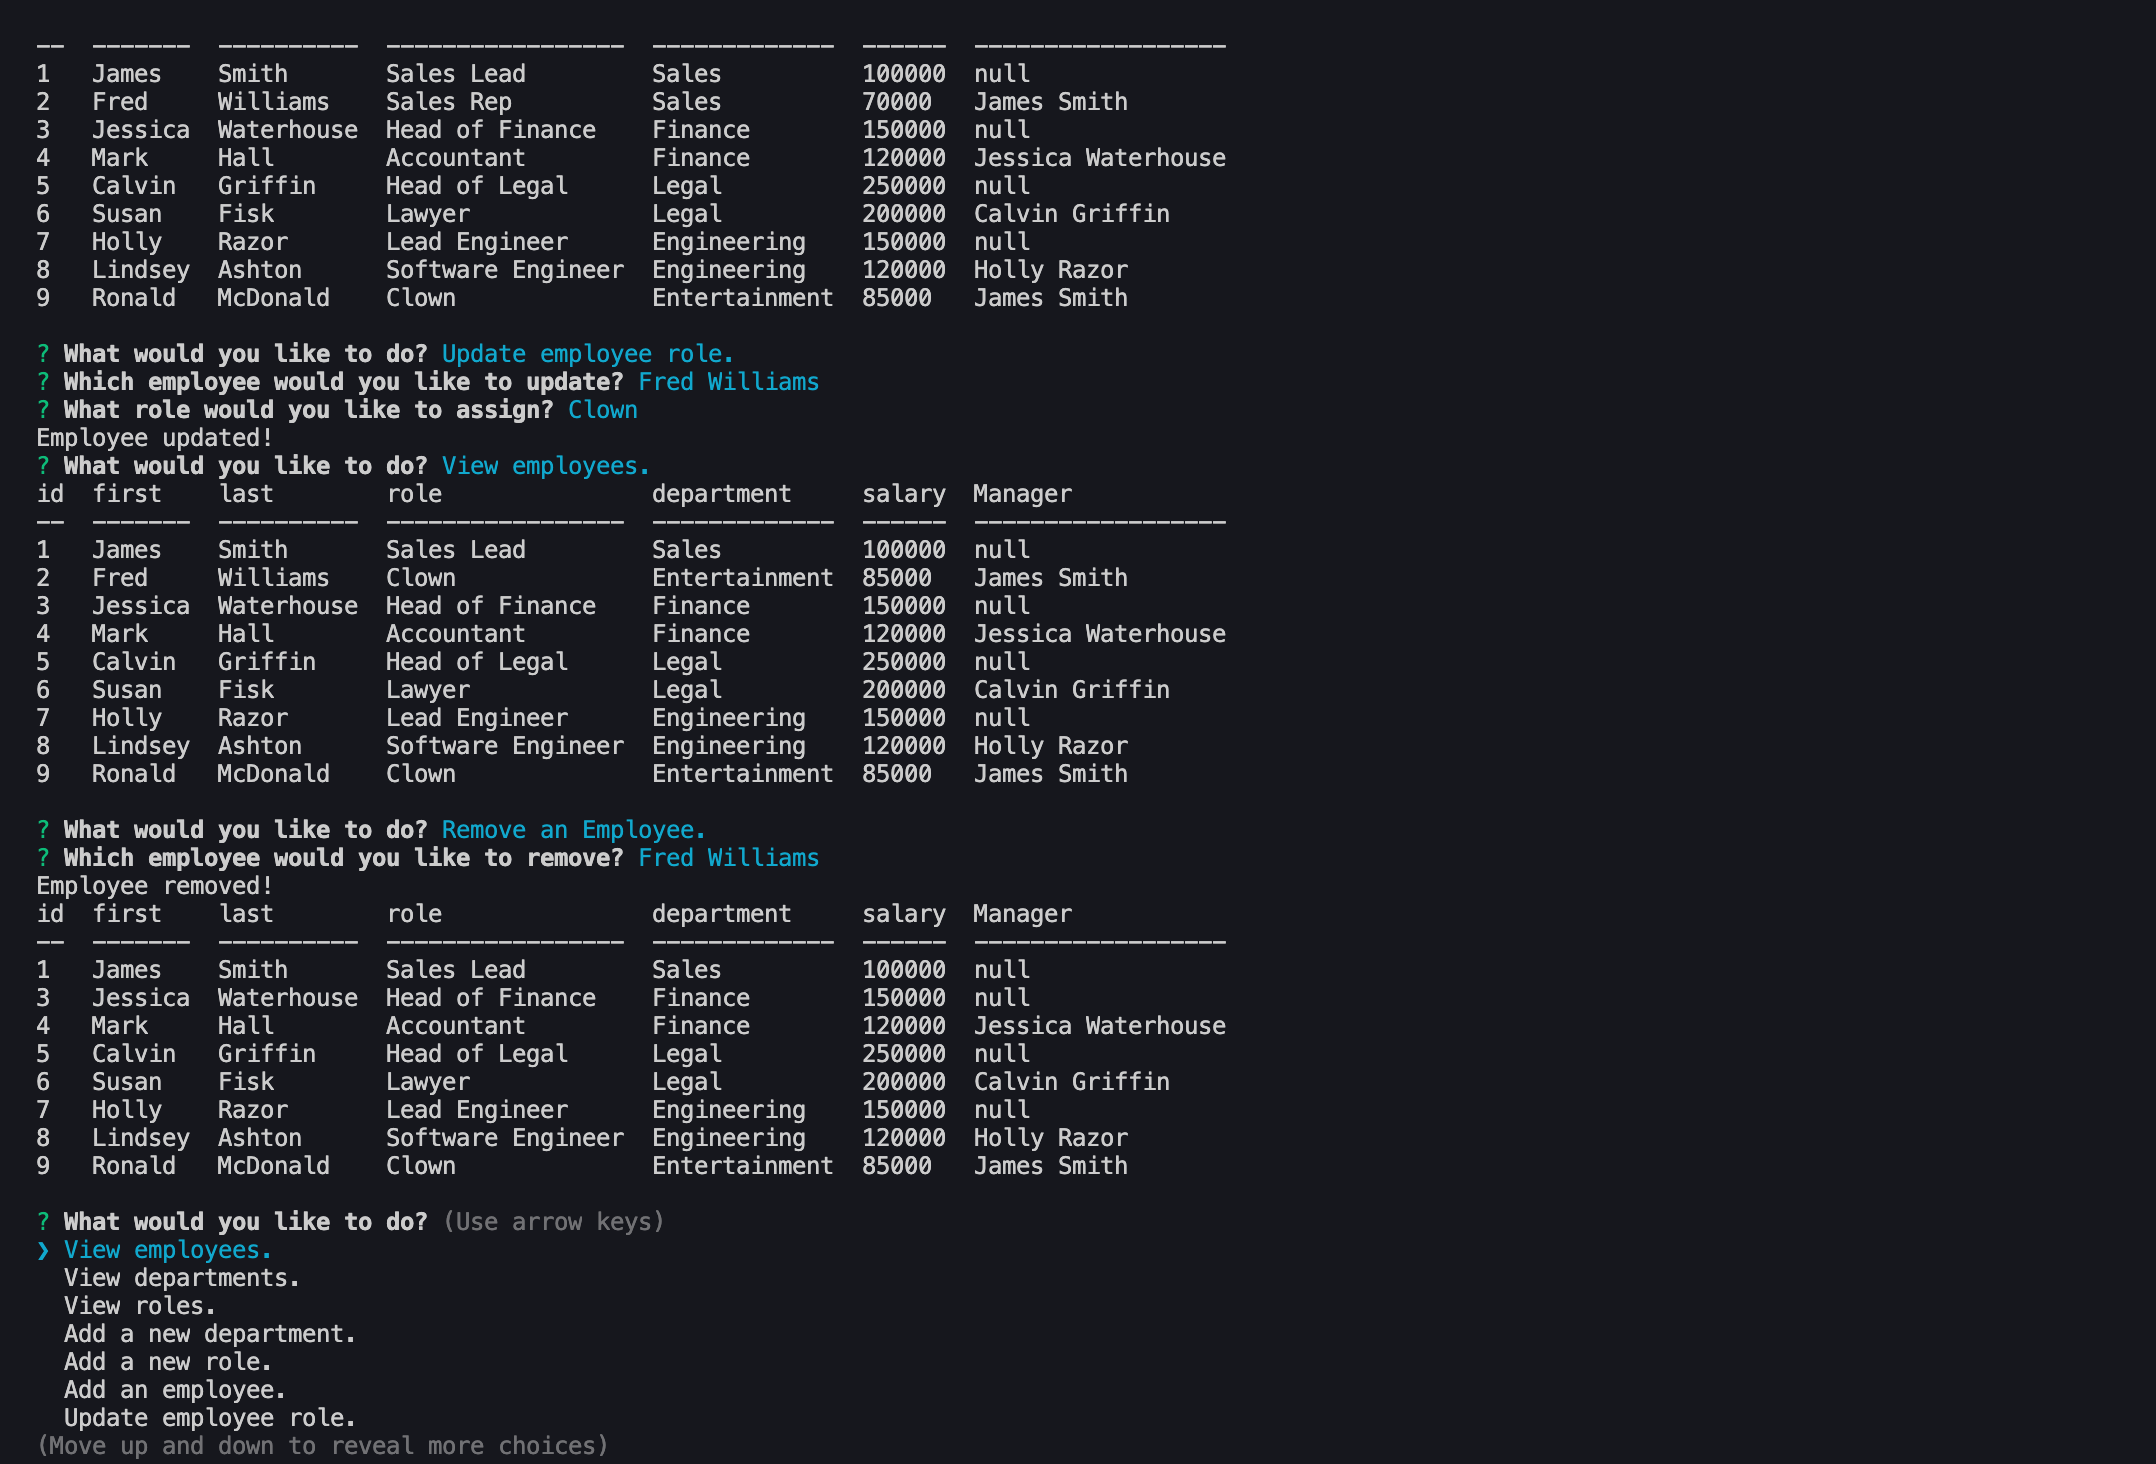 --  -------  ----------  -----------------  -------------  ------  ------------------
1   James    Smith       Sales Lead         Sales          100000  null
2   Fred     Williams    Sales Rep          Sales          70000   James Smith
3   Jessica  Waterhouse  Head of Finance    Finance        150000  null
4   Mark     Hall        Accountant         Finance        120000  Jessica Waterhouse
5   Calvin   Griffin     Head of Legal      Legal          250000  null
6   Susan    Fisk        Lawyer             Legal          200000  Calvin Griffin
7   Holly    Razor       Lead Engineer      Engineering    150000  null
8   Lindsey  Ashton      Software Engineer  Engineering    120000  Holly Razor
9   Ronald   McDonald    Clown              Entertainment  85000   James Smith
? What would you like to do? Update employee role.
? Which employee would you like to update? Fred Williams
? What role would you like to assign? Clown
Employee updated!
? What would you like to do? View employees.
id  first    last        role               department     salary  Manager
--  -------  ----------  -----------------  -------------  ------  ------------------
1   James    Smith       Sales Lead         Sales          100000  null
2   Fred     Williams    Clown              Entertainment  85000   James Smith
3   Jessica  Waterhouse  Head of Finance    Finance        150000  null
4   Mark     Hall        Accountant         Finance        120000  Jessica Waterhouse
5   Calvin   Griffin     Head of Legal      Legal          250000  null
6   Susan    Fisk        Lawyer             Legal          200000  Calvin Griffin
7   Holly    Razor       Lead Engineer      Engineering    150000  null
8   Lindsey  Ashton      Software Engineer  Engineering    120000  Holly Razor
9   Ronald   McDonald    Clown              Entertainment  85000   James Smith
? What would you like to do? Remove an Employee.
? Which employee would you like to remove? Fred Williams
Employee removed!
id  first    last        role               department     salary  Manager
--  -------  ----------  -----------------  -------------  ------  ------------------
1   James    Smith       Sales Lead         Sales          100000  null
3   Jessica  Waterhouse  Head of Finance    Finance        150000  null
4   Mark     Hall        Accountant         Finance        120000  Jessica Waterhouse
5   Calvin   Griffin     Head of Legal      Legal          250000  null
6   Susan    Fisk        Lawyer             Legal          200000  Calvin Griffin
7   Holly    Razor       Lead Engineer      Engineering    150000  null
8   Lindsey  Ashton      Software Engineer  Engineering    120000  Holly Razor
9   Ronald   McDonald    Clown              Entertainment  85000   James Smith
? What would you like to do? (Use arrow keys)
❯ View employees.
  View departments.
  View roles.
  Add a new department.
  Add a new role.
  Add an employee.
  Update employee role.
(Move up and down to reveal more choices)